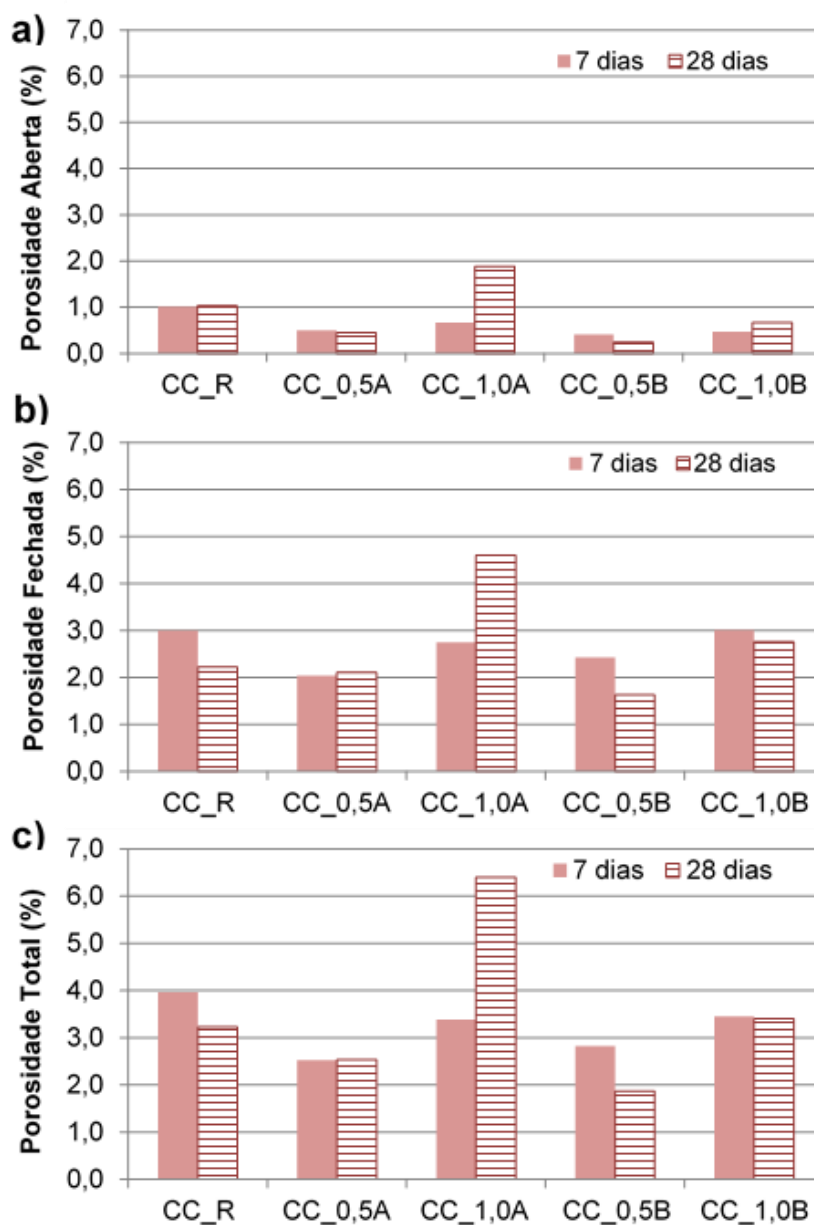 a)
Porosidade Aberta (%)
7,0
6,0
5,0
4,0
3,0
2,0
1,0
0,0
7 dias 28 dias
CC_R CC_0,5A CC_1,0A CC_0,5B CC_1,0B
b)
Porosidade Fechada (%)
7,0
6,0
5,0
4,0
3,0
2,0
1,0
0,0
7 dias 28 dias
CC_R CC_0,5A CC_1,0A CC_0,5B CC_1,0B
c)
Porosidade Total (%)
7,0
6,0
5,0
4,0
3,0
2,0
1,0
0,0
7 dias 28 dias
CC_R CC_0,5A CC_1,0A CC_0,5B CC_1,0B